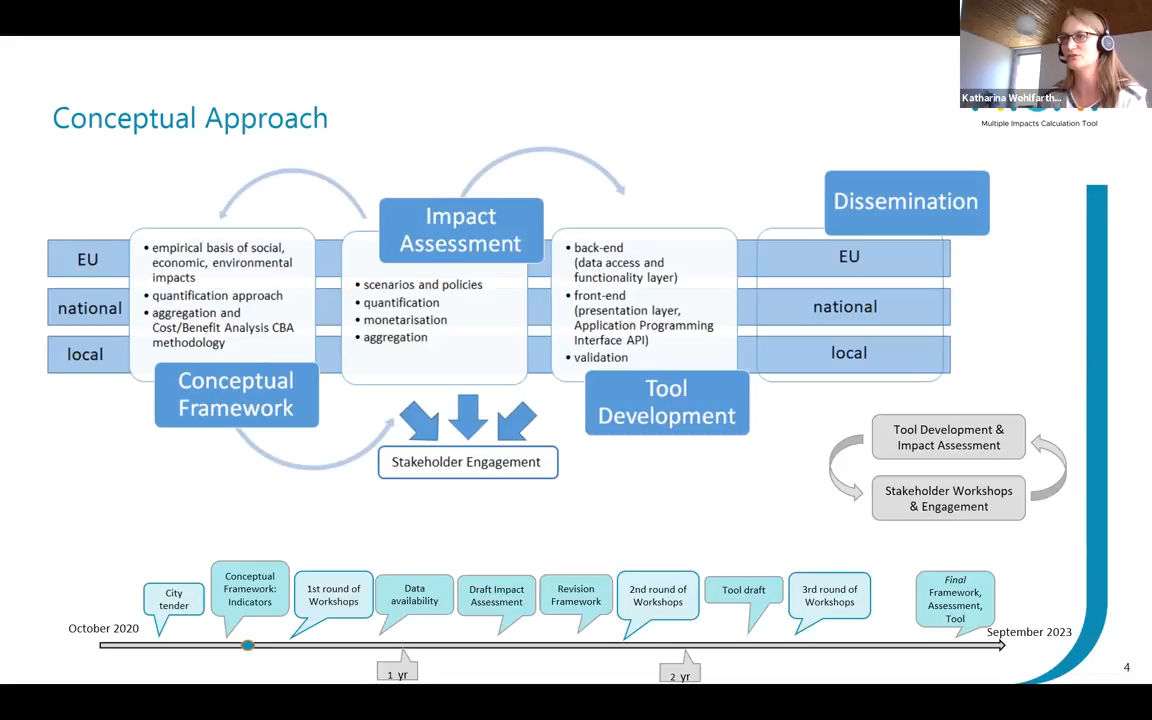 Katharina Wohlfarth...
Multiple Impacts Calculation Tool
Conceptual Approach
EU
national
local
• empirical basis of social,
economic, environmental
impacts
• quantification approach
• aggregation and
Cost/Benefit Analysis CBA
methodology
Conceptual
Framework
Impact
Assessment
• scenarios and policies
• quantification
• monetarisation
• aggregation
• back-end
(data access and
functionality layer)
• front-end
(presentation layer,
Application Programming
Interface API)
• validation
Tool
Development
Dissemination
EU
national
local
Stakeholder Engagement
Tool Development &
Impact Assessment
Stakeholder Workshops
& Engagement
October 2020
City
tender
Conceptual
Framework:
Indicators
1st round of
Workshops
Data
availability
Draft Impact
Assessment
Revision
Framework
2nd round of
Workshops
Tool draft
3rd round of
Workshops
Final
Framework,
Assessment,
Tool
September 2023
1 yr
2 yr
4